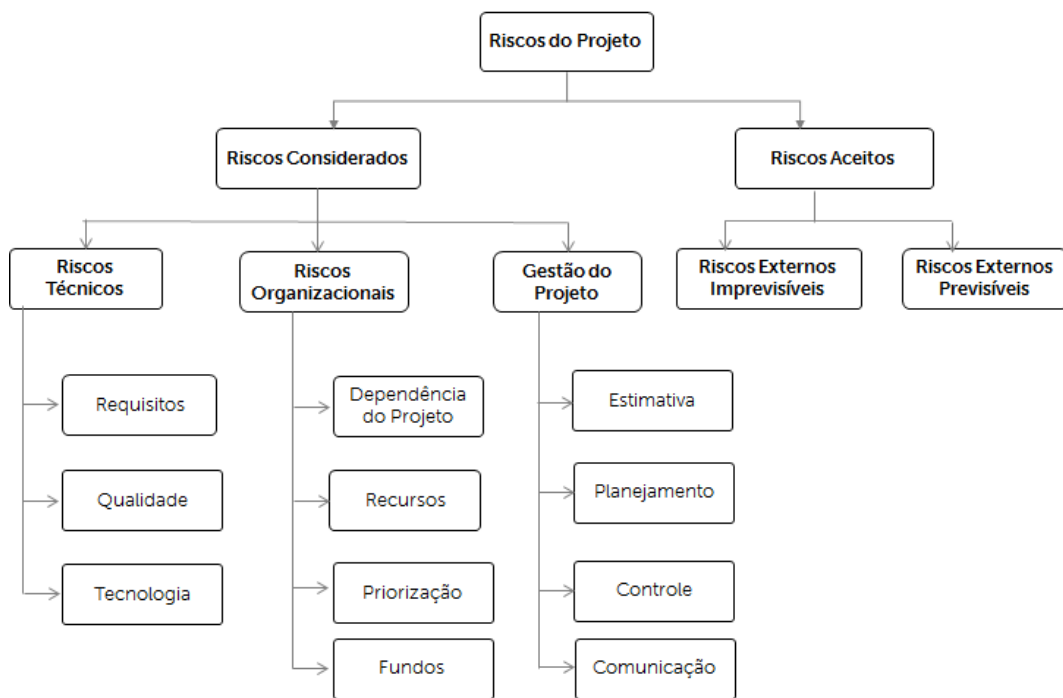 Riscos do Projeto
Riscos Considerados
Riscos Aceitos
Riscos
Técnicos
Riscos
Organizacionais
Gestão do
Projeto
Riscos Externos
Imprevisíveis
Riscos Externos
Previsíveis
Requisitos
Qualidade
Tecnologia
Dependência
do Projeto
Recursos
Priorização
Fundos
Estimativa
Planejamento
Controle
Comunicação